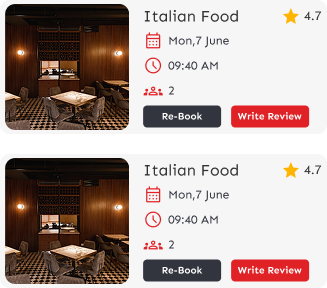 Italian Food 4.7
Mon,7 June
09:40 AM
2
Re-Book Write Review
Italian Food 4.7
Mon,7 June
09:40 AM
2
Re-Book Write Review